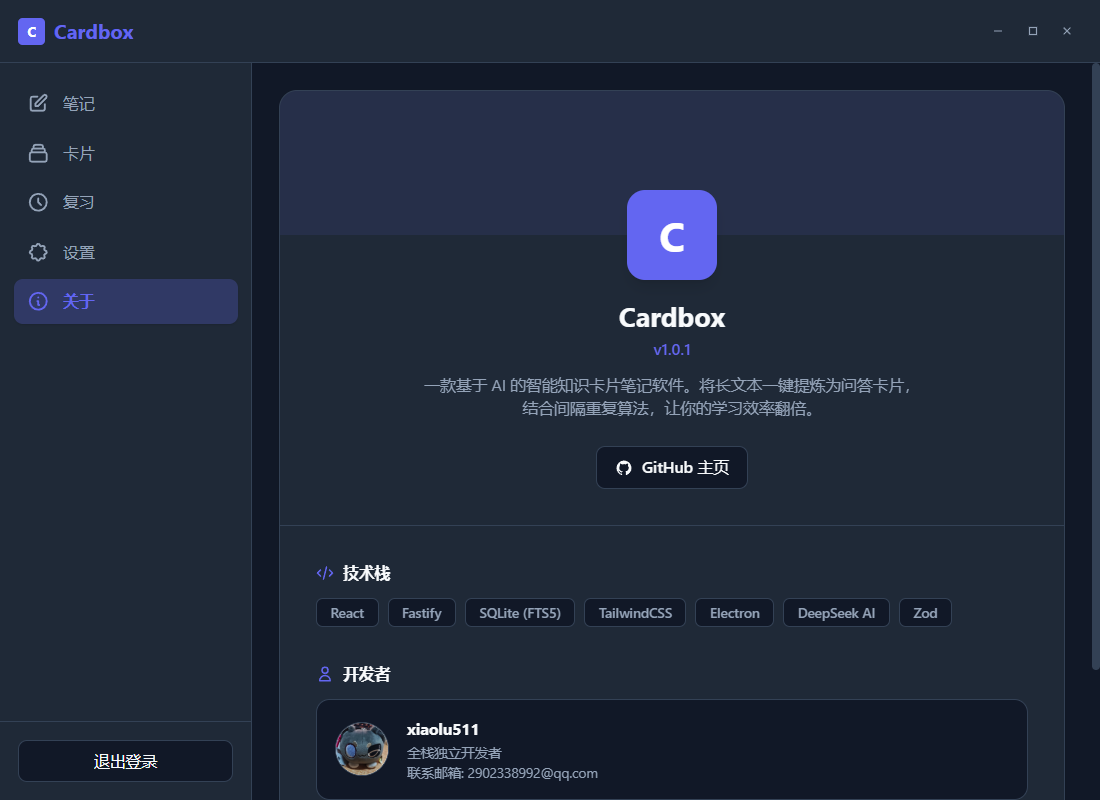 C Cardbox
笔记
卡片
复习
设置
关于
退出登录
C
Cardbox
v1.0.1
一款基于 AI 的智能知识卡片笔记软件。将长文本一键提炼为问答卡片，
结合间隔重复算法，让你的学习效率翻倍。
GitHub 主页
</> 技术栈
React Fastify SQLite (FTS5) TailwindCSS Electron DeepSeek AI Zod
开发者
xiaolu511
全栈独立开发者
联系邮箱: 2902338992@qq.com